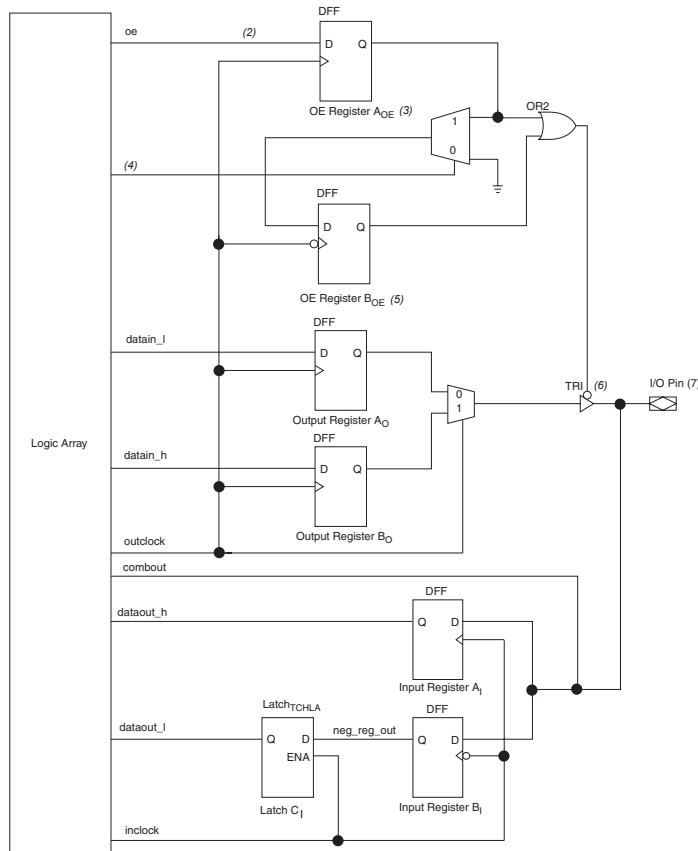 DFF
oe
(2)
D
Q
OE Register AOE (3)
OR2
1
0
(4)
DFF
D
Q
OE Register BOE (5)
DFF
datain_l
D
Q
TRI
(6)
I/O Pin (7)
0
1
Output Register AO
Logic Array
DFF
datain_h
D
Q
Output Register BO
outclock
combout
DFF
dataout_h
Q
D
Input Register AI
LatchTCHLA
DFF
dataout_l
Q
D
neg_reg_out
Q
D
ENA
Latch CI
Input Register BI
inclock